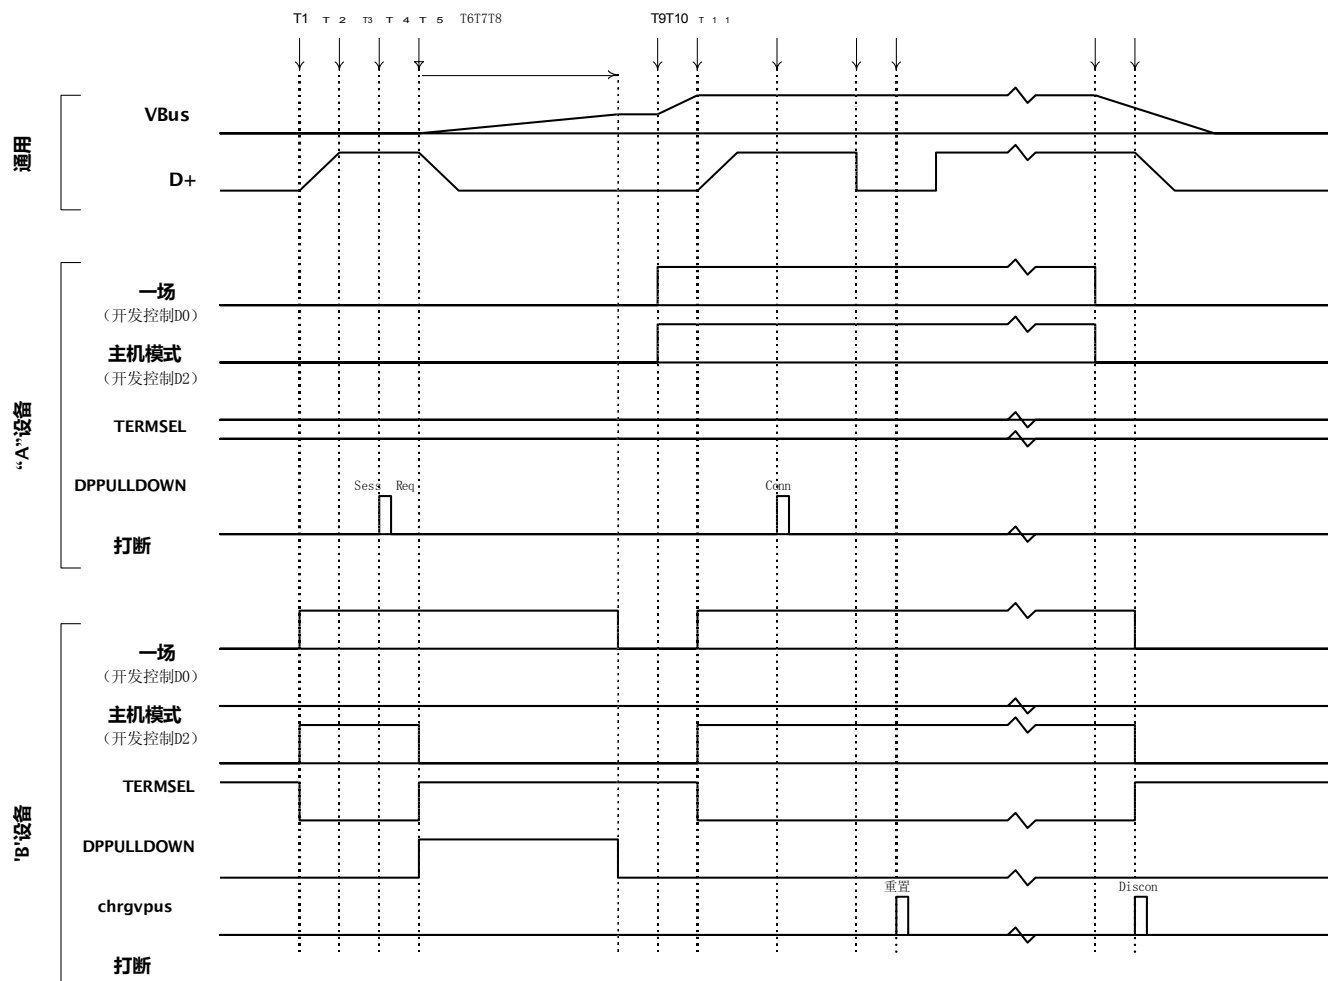 T1 T 2 T3 T 4 T 5 T6T7T8 T9T10 T 1 1
通用
VBus
D+
“A”设备
一场
（开发控制D0）
主机模式
（开发控制D2）
TERMSEL
DPPULLDOWN
Sess Req
Conn
打断
'B'设备
一场
（开发控制D0）
主机模式
（开发控制D2）
TERMSEL
DPPULLDOWN
重置
Discon
chrgvpus
打断